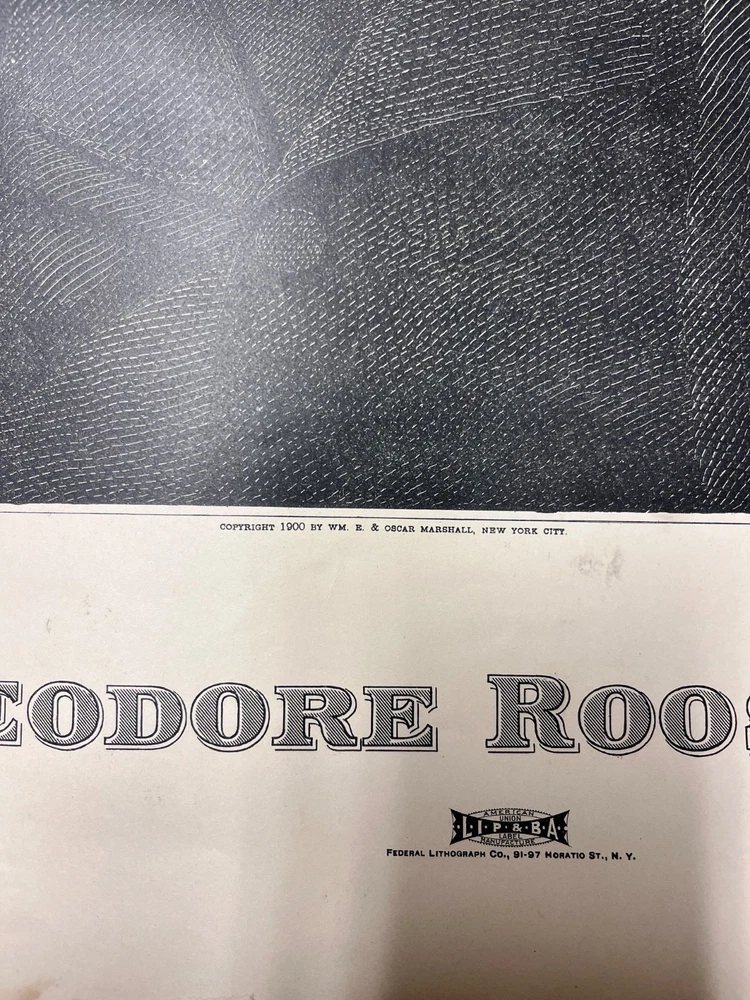 COPYRIGHT 1900 BY WM. E. & OSCAR MARSHALL, NEW YORK CITY.
EODORE ROOS
AMERICAN
UNION
L·I·P·&·B·A
LABEL
MANUFACTURE
FEDERAL LITHOGRAPH CO., 91-97 HORATIO ST., N. Y.